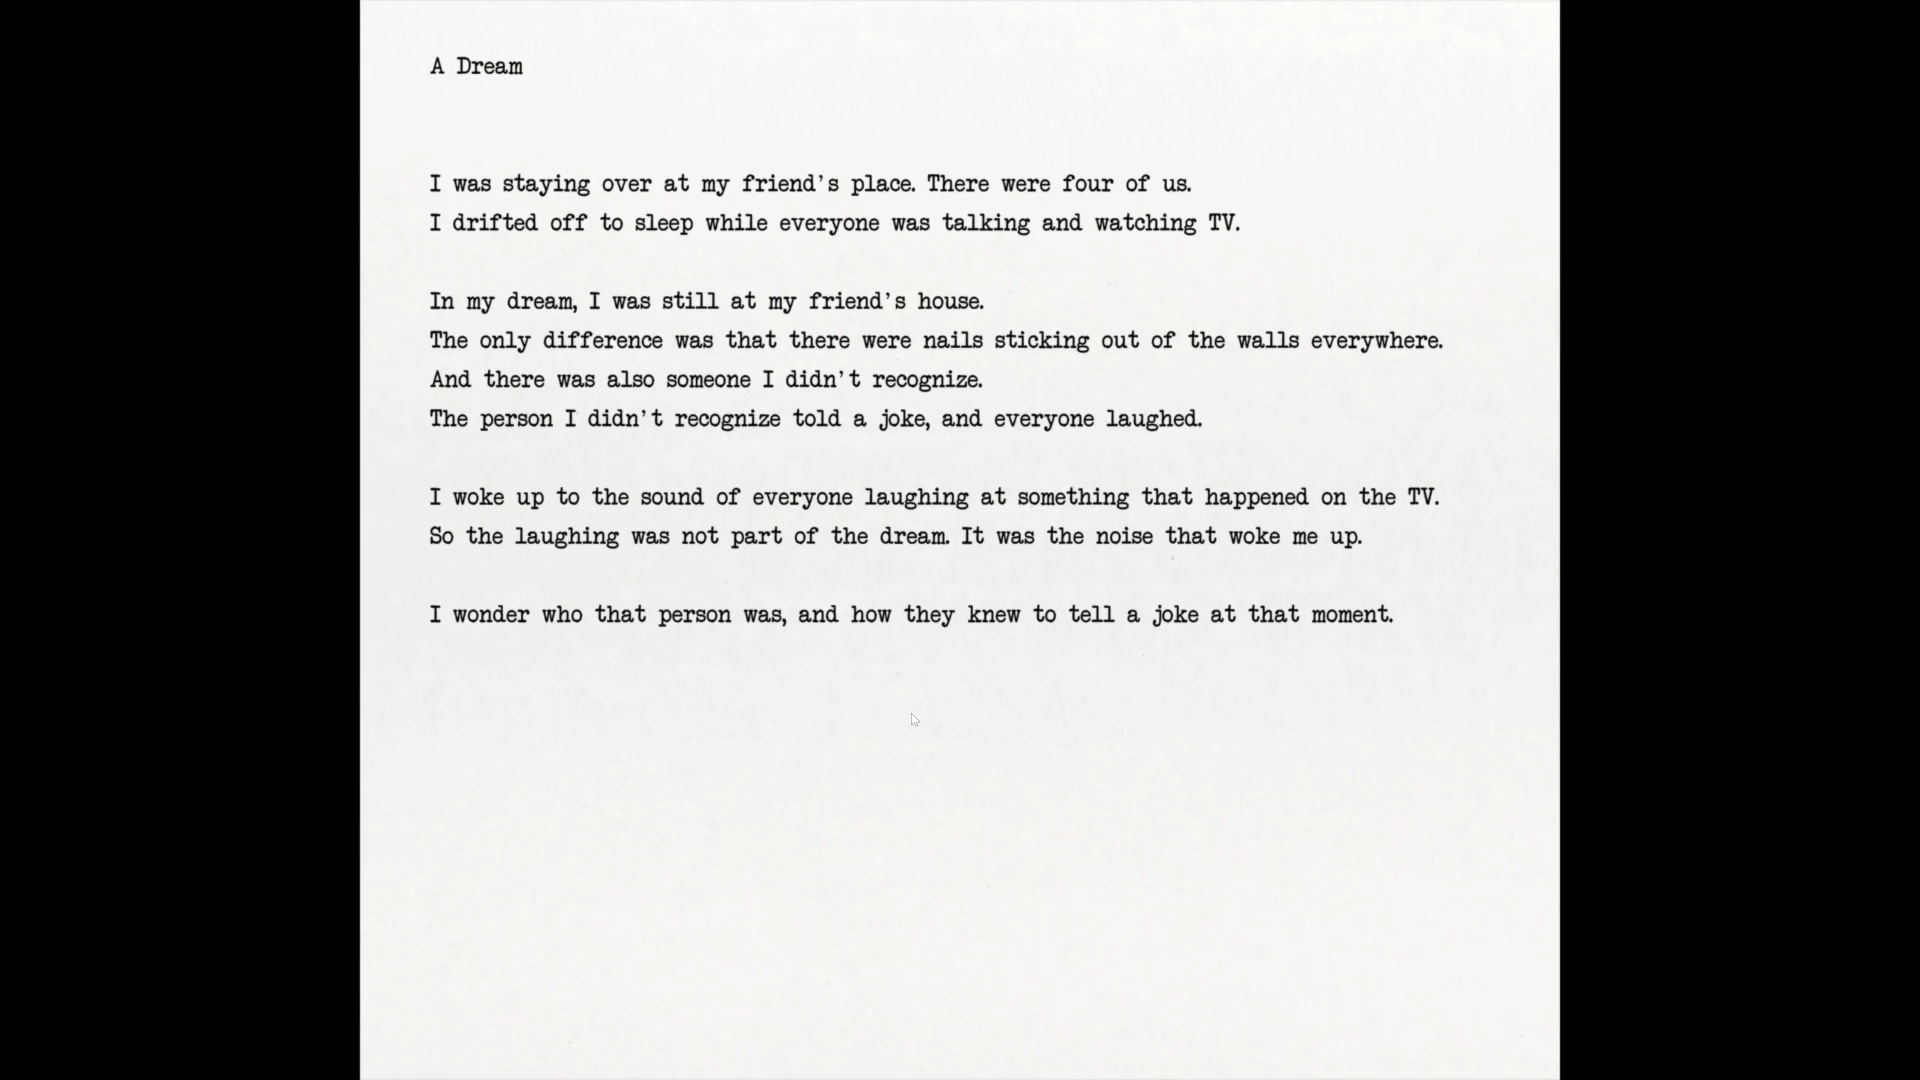 A Dream
I was staying over at my friend's place. There were four of us.
I drifted off to sleep while everyone was talking and watching TV.
In my dream, I was still at my friend's house.
The only difference was that there were nails sticking out of the walls everywhere.
And there was also someone I didn't recognize.
The person I didn't recognize told a joke, and everyone laughed.
I woke up to the sound of everyone laughing at something that happened on the TV.
So the laughing was not part of the dream. It was the noise that woke me up.
I wonder who that person was, and how they knew to tell a joke at that moment.